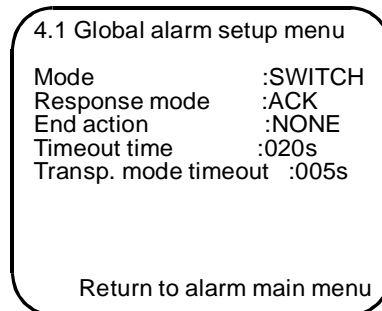 4.1 Global alarm setup menu
Mode :SWITCH
Response mode :ACK
End action :NONE
Timeout time :020s
Transp. mode timeout :005s
Return to alarm main menu